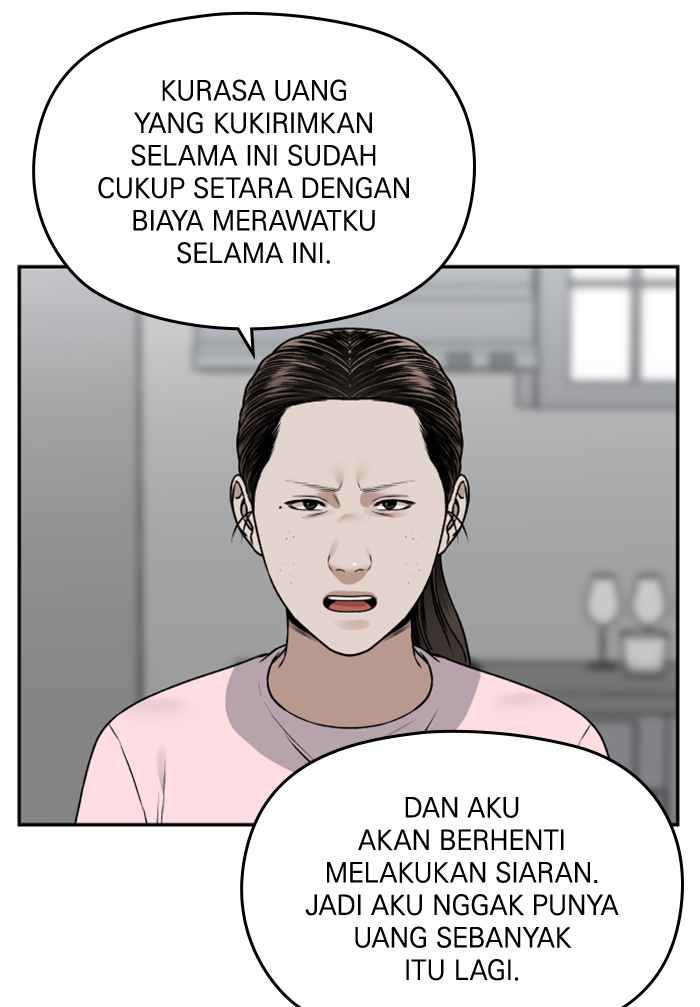 KURASA UANG
YANG KUKIRIMKAN
SELAMA INI SUDAH
CUKUP SETARA DENGAN
BIAYA MERAWATKU
SELAMA INI.
DAN AKU
AKAN BERHENTI
MELAKUKAN SIARAN.
JADI AKU NGGAK PUNYA
UANG SEBANYAK
ITU LAGI.